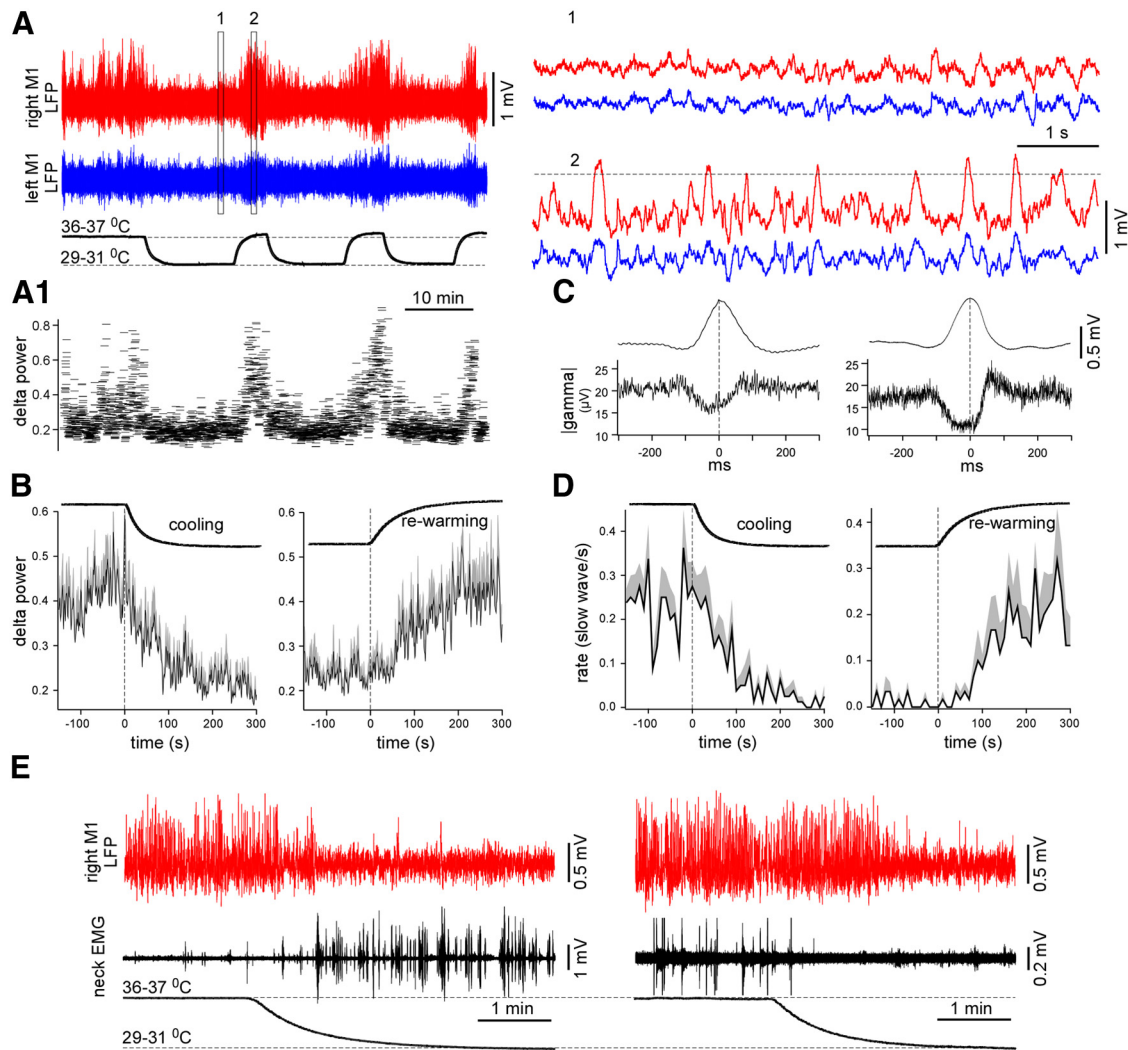 A
1 2
right M1
LFP
1 mV
left M1
LFP
36-37 ⁰C
29-31 ⁰C
1
1 s
2
1 mV
A1
10 min
delta power
0.8
0.6
0.4
0.2
C
0.5 mV
|gamma|
(µV)
25
20
15
10
-200 0 200
ms
25
20
15
10
-200 0 200
ms
B
cooling
delta power
0.6
0.5
0.4
0.3
0.2
-100 0 100 200 300
time (s)
re-warming
0.6
0.5
0.4
0.3
0.2
-100 0 100 200 300
time (s)
D
cooling
rate (slow wave/s)
0.4
0.3
0.2
0.1
0.0
-100 0 100 200 300
time (s)
re-warming
0.4
0.3
0.2
0.1
0.0
-100 0 100 200 300
time (s)
E
right M1
LFP
0.5 mV
0.5 mV
neck EMG
1 mV
0.2 mV
36-37 ⁰C
29-31 ⁰C
1 min
1 min